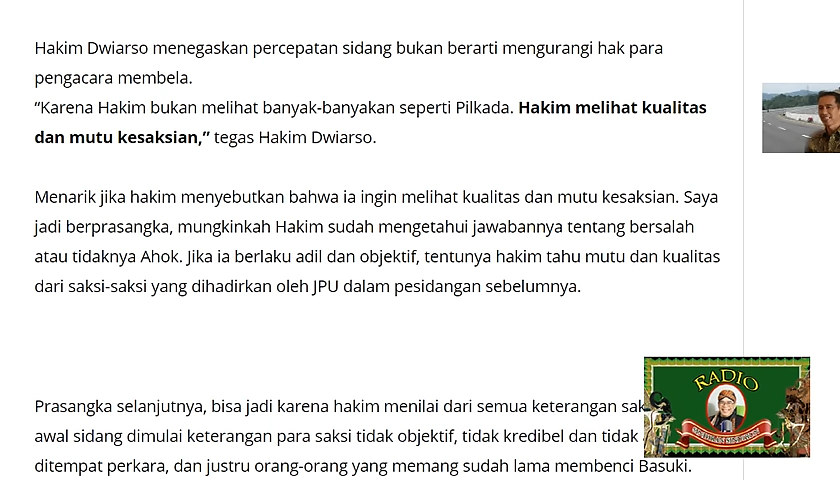 Hakim Dwiarso menegaskan percepatan sidang bukan berarti mengurangi hak para
pengacara membela.
“Karena Hakim bukan melihat banyak-banyakan seperti Pilkada. Hakim melihat kualitas
dan mutu kesaksian,” tegas Hakim Dwiarso.
Menarik jika hakim menyebutkan bahwa ia ingin melihat kualitas dan mutu kesaksian. Saya
jadi berprasangka, mungkinkah Hakim sudah mengetahui jawabannya tentang bersalah
atau tidaknya Ahok. Jika ia berlaku adil dan objektif, tentunya hakim tahu mutu dan kualitas
dari saksi-saksi yang dihadirkan oleh JPU dalam pesidangan sebelumnya.
RADIO
Prasangka selanjutnya, bisa jadi karena hakim menilai dari semua keterangan
awal sidang dimulai keterangan para saksi tidak objektif, tidak kredibel dan tidak
ditempat perkara, dan justru orang-orang yang memang sudah lama membenci Basuki.